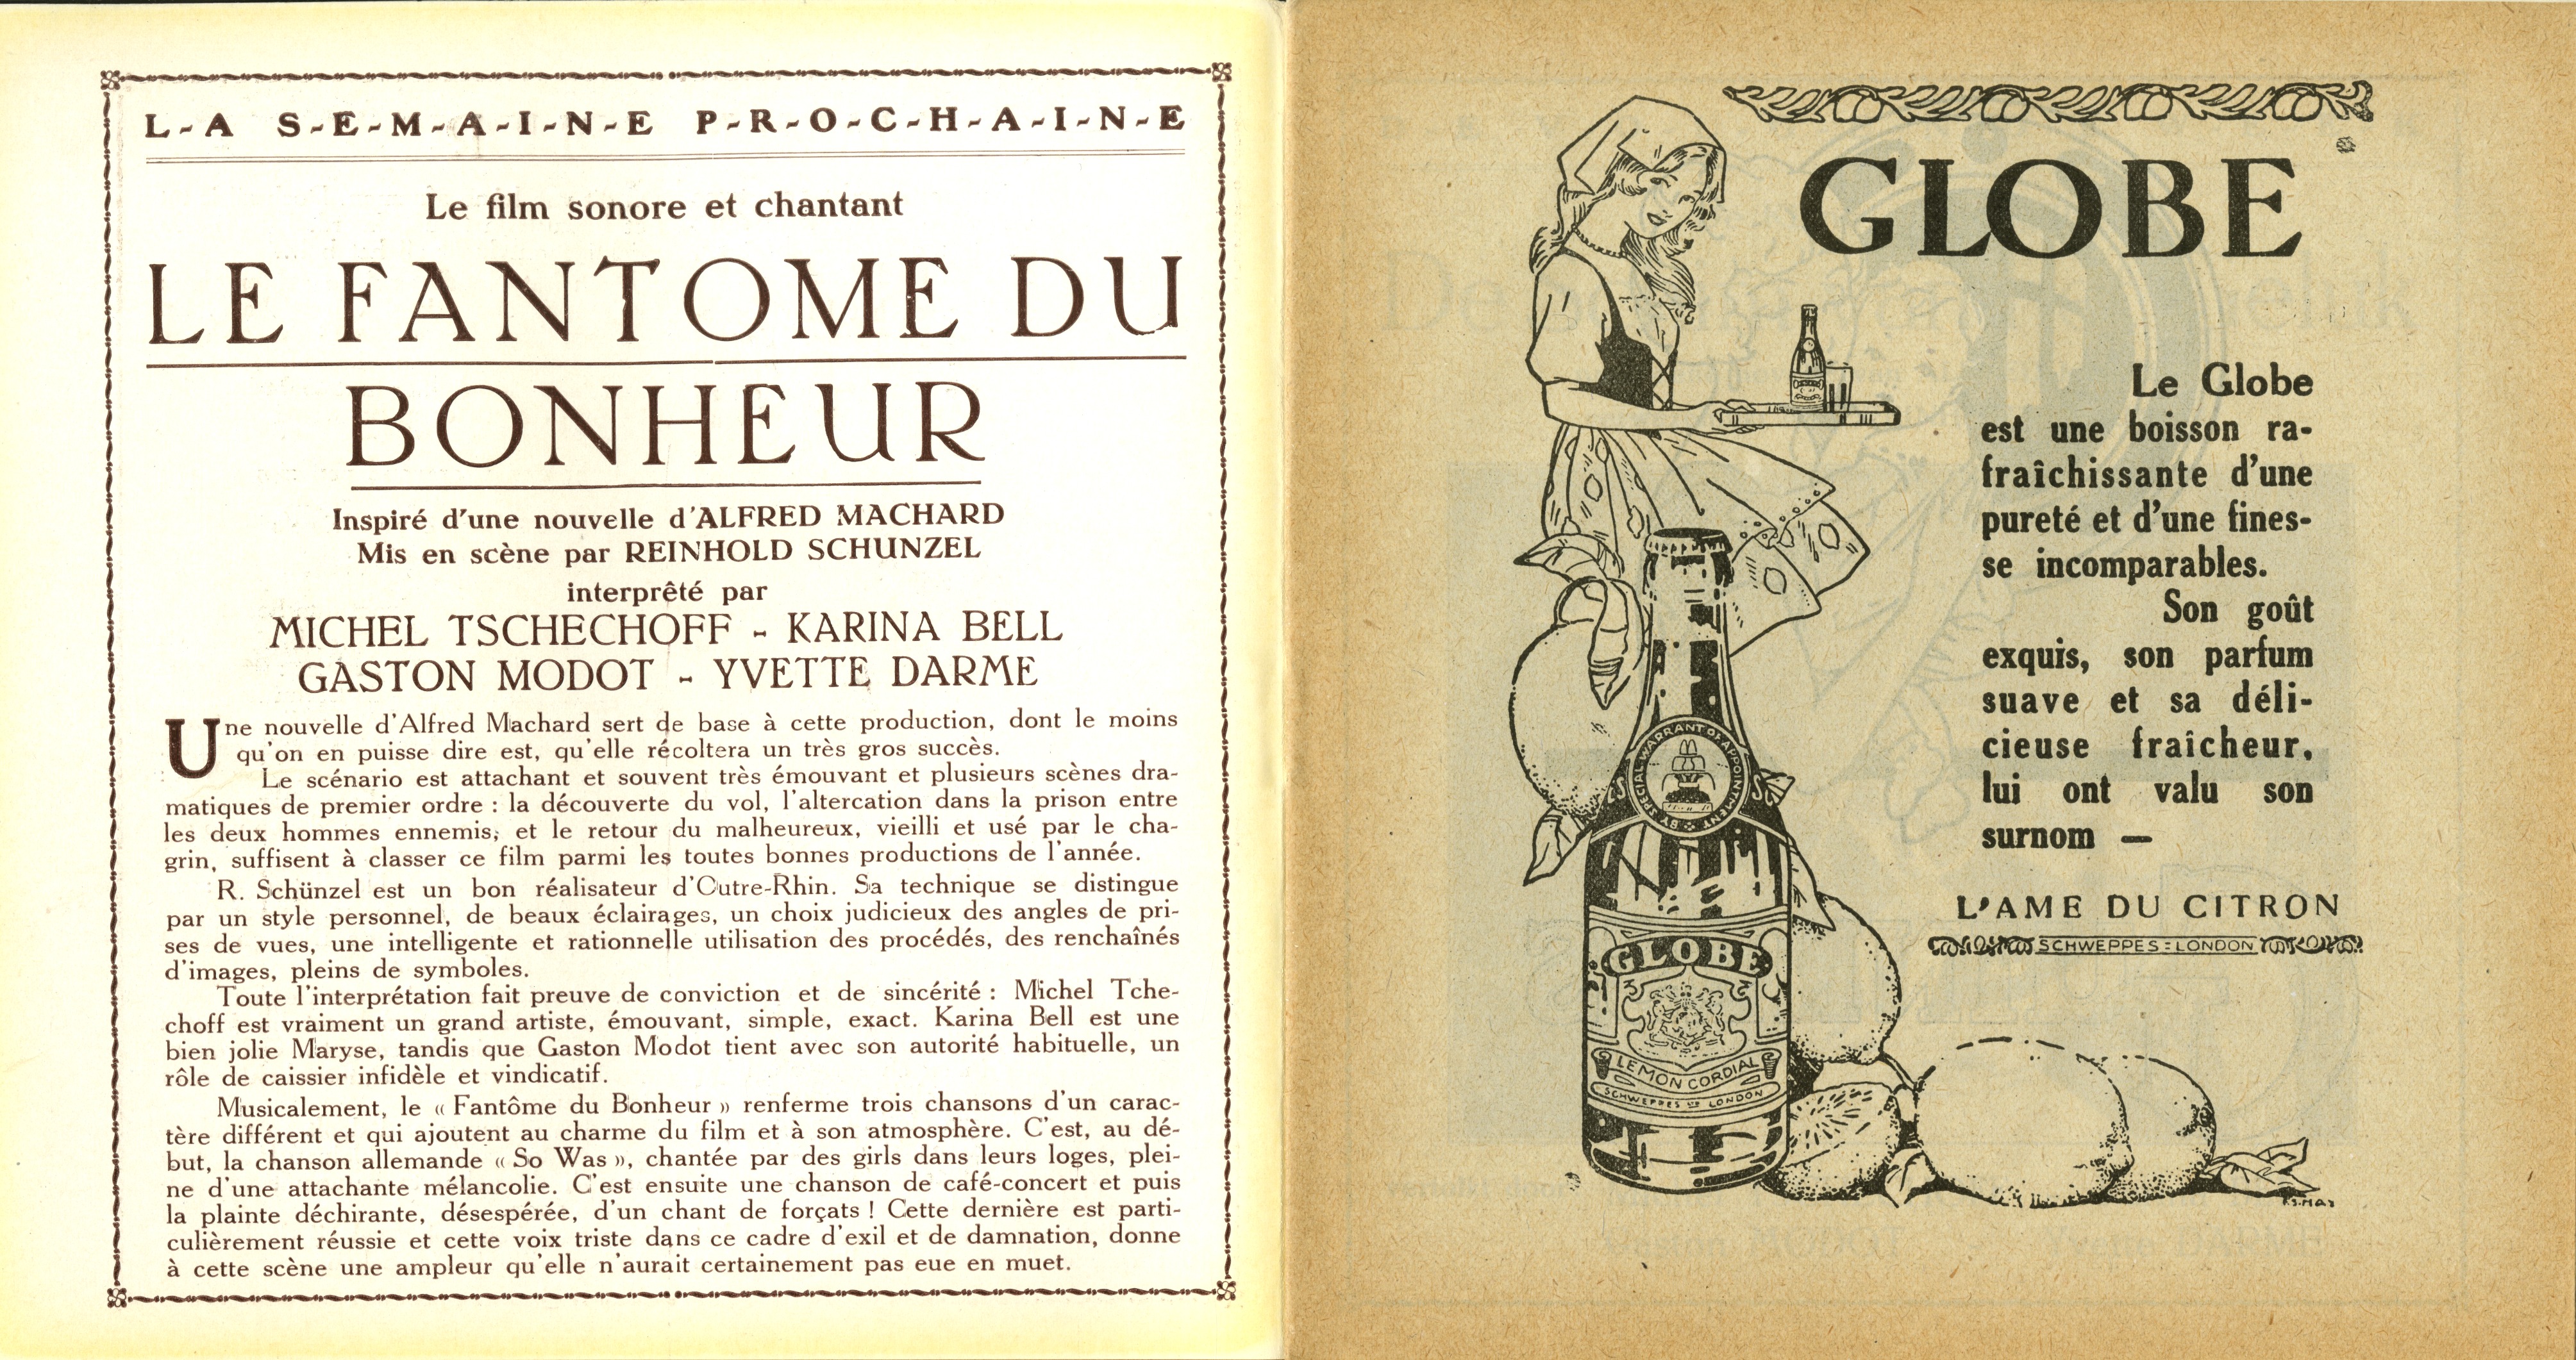 L-A S-E-M-A-I-N-E P-R-O-C-H-A-I-N-E
Le film sonore et chantant
LE FANTOME DU
BONHEUR
Inspiré d'une nouvelle d'ALFRED MACHARD
Mis en scène par REINHOLD SCHUNZEL
interprêté par
MICHEL TSCHECHOFF - KARINA BELL
GASTON MODOT - YVETTE DARME
Une nouvelle d'Alfred Machard sert de base à cette production, dont le moins
qu'on en puisse dire est, qu'elle récoltera un très gros succès.
Le scénario est attachant et souvent très émouvant et plusieurs scènes dra-
matiques de premier ordre : la découverte du vol, l'altercation dans la prison entre
les deux hommes ennemis, et le retour du malheureux, vieilli et usé par le cha-
grin, suffisent à classer ce film parmi les toutes bonnes productions de l'année.
R. Schünzel est un bon réalisateur d'Outre-Rhin. Sa technique se distingue
par un style personnel, de beaux éclairages, un choix judicieux des angles de pri-
ses de vues, une intelligente et rationnelle utilisation des procédés, des renchaînés
d'images, pleins de symboles.
Toute l'interprétation fait preuve de conviction et de sincérité : Michel Tche-
choff est vraiment un grand artiste, émouvant, simple, exact. Karina Bell est une
bien jolie Maryse, tandis que Gaston Modot tient avec son autorité habituelle, un
rôle de caissier infidèle et vindicatif.
Musicalement, le « Fantôme du Bonheur » renferme trois chansons d'un carac-
tère différent et qui ajoutent au charme du film et à son atmosphère. C'est, au dé-
but, la chanson allemande « So Was », chantée par des girls dans leurs loges, plei-
ne d'une attachante mélancolie. C'est ensuite une chanson de café-concert et puis
la plainte déchirante, désespérée, d'un chant de forçats ! Cette dernière est parti-
culièrement réussie et cette voix triste dans ce cadre d'exil et de damnation, donne
à cette scène une ampleur qu'elle n'aurait certainement pas eue en muet.
GLOBE
Le Globe
est une boisson ra-
fraîchissante d'une
pureté et d'une fines-
se incomparables.
Son goût
exquis, son parfum
suave et sa déli-
cieuse fraîcheur,
lui ont valu son
surnom —
L'AME DU CITRON
SCHWEPPES = LONDON
BY SPECIAL WARRANT OF APPOINTMENT
GLOBE
LEMON CORDIAL
SCHWEPPES LONDON